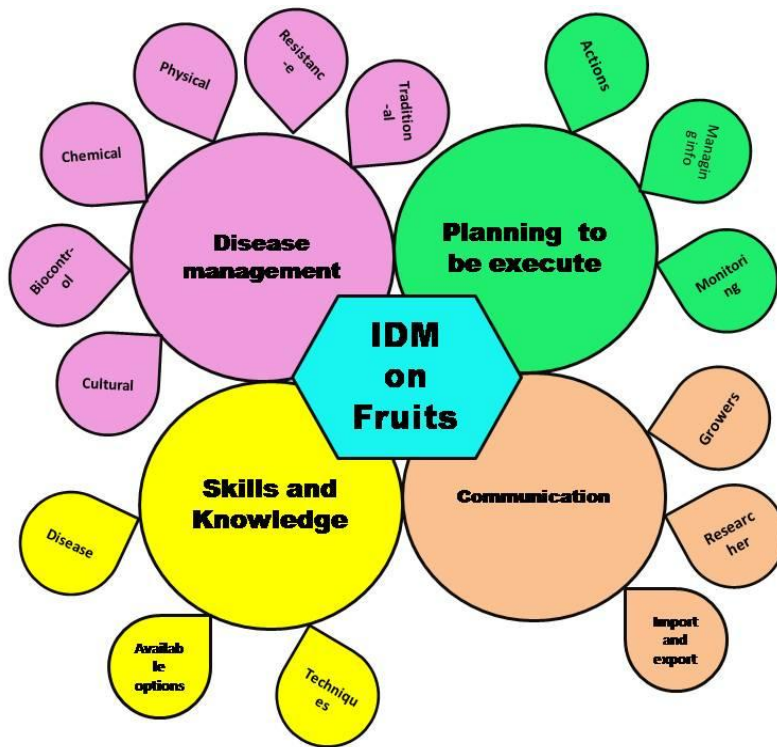 Resistanc
-e
Physical
Tradition
-al
Chemical
Biocontr-
ol
Cultural
Disease
management
Actions
Managin
g info
Monitori
ng
Planning to
be execute
IDM
on
Fruits
Skills and
Knowledge
Disease
Availab
le
options
Techniqu
es
Communication
Growers
Researc
her
Import
and
export